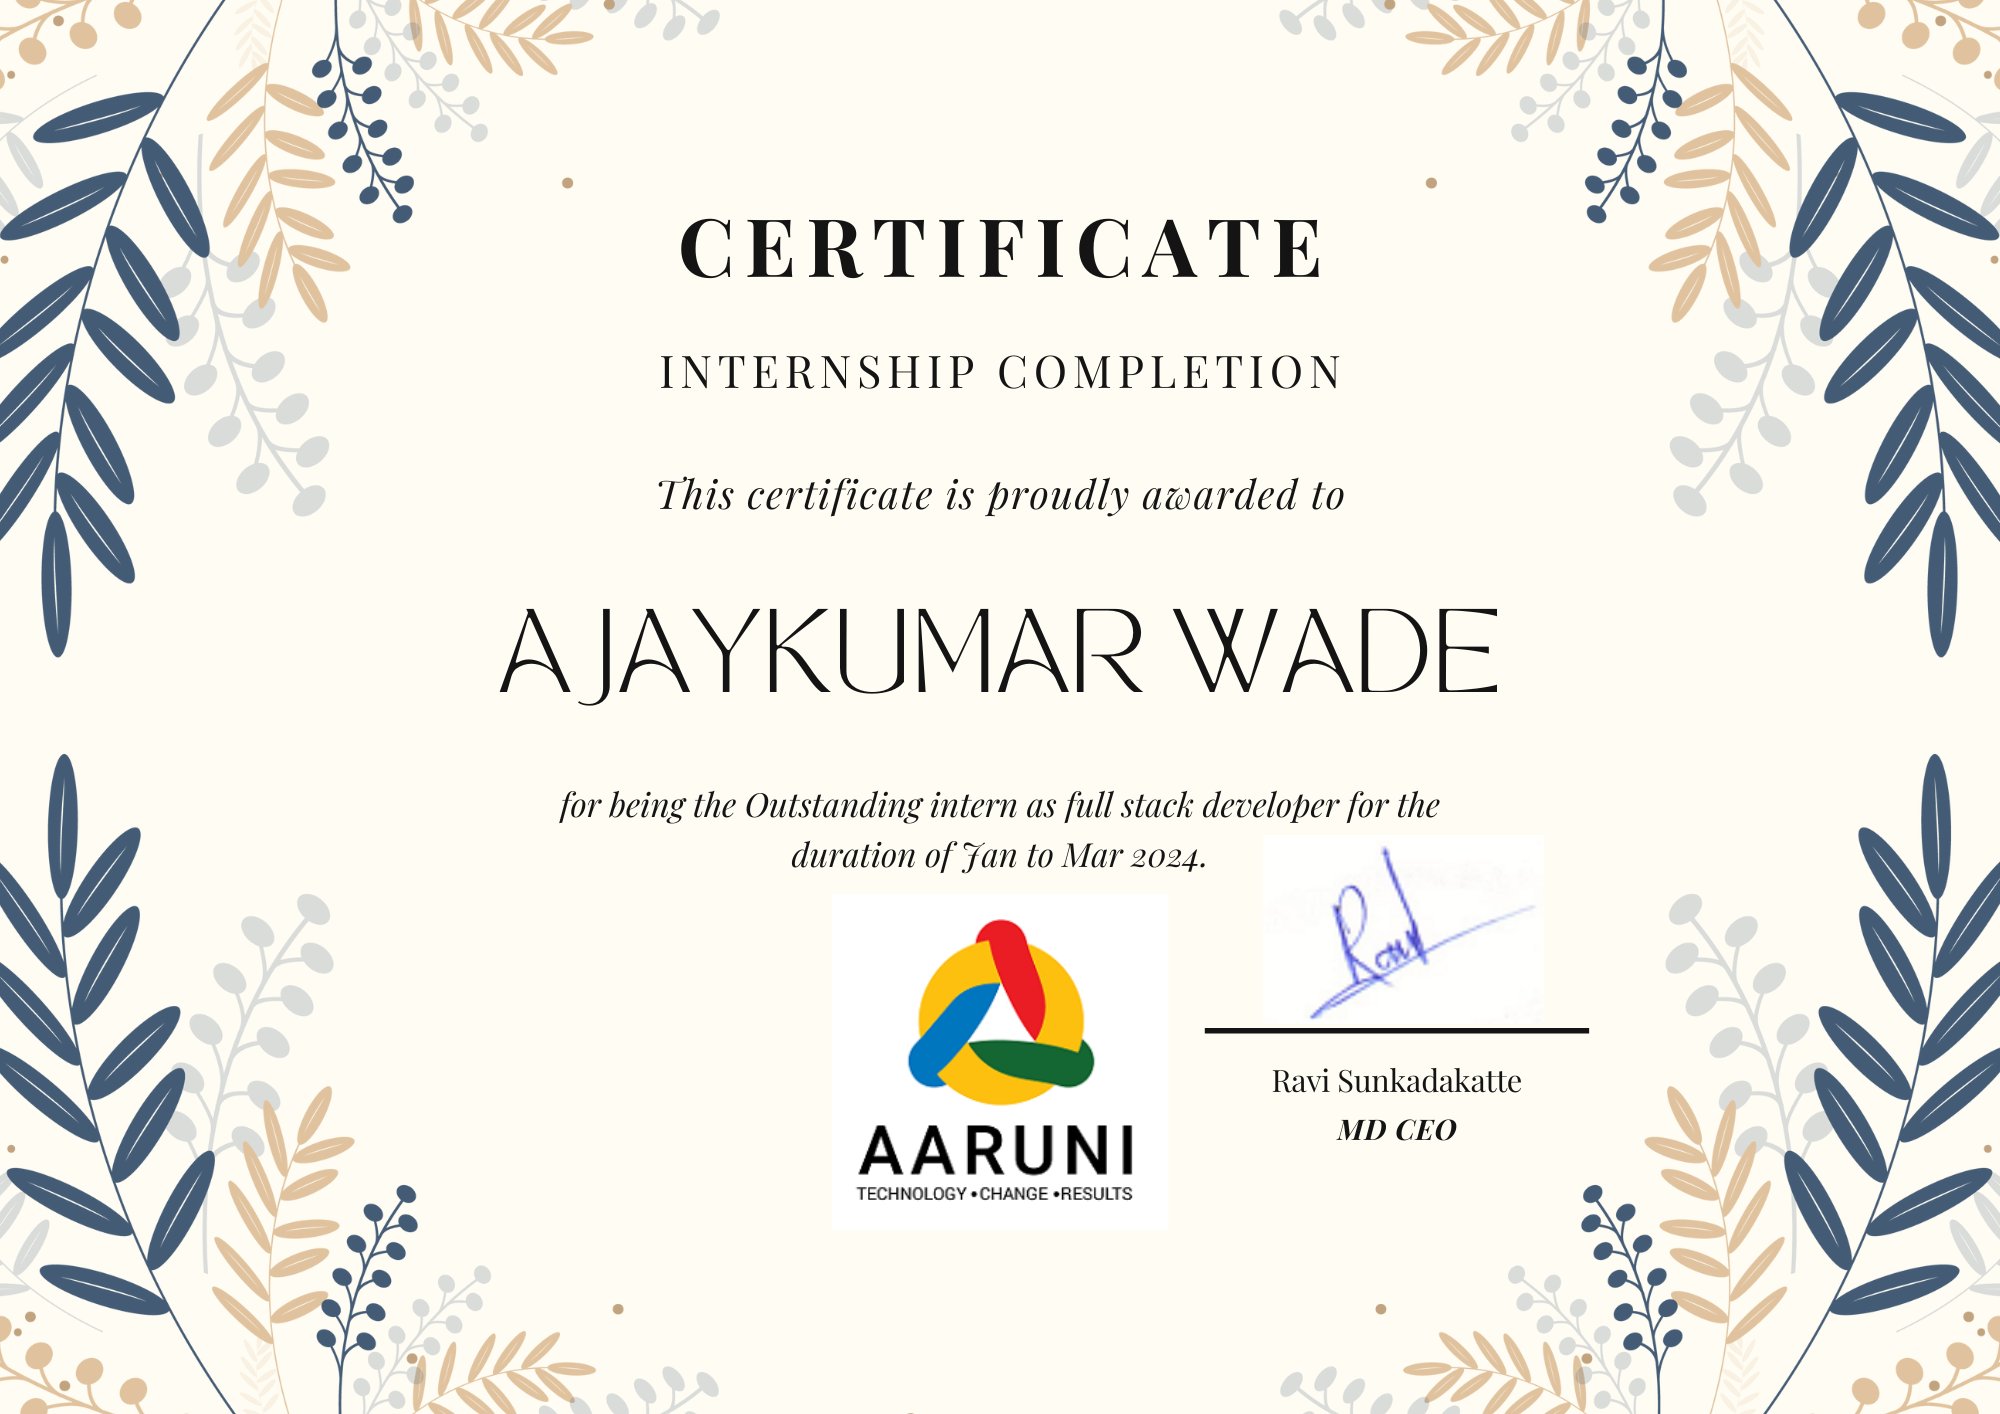 CERTIFICATE
INTERNSHIP COMPLETION
This certificate is proudly awarded to
AJAYKUMAR WADE
for being the Outstanding intern as full stack developer for the
duration of Jan to Mar 2024.
AARUNI
TECHNOLOGY • CHANGE • RESULTS
Ravi
Ravi Sunkadakatte
MD CEO